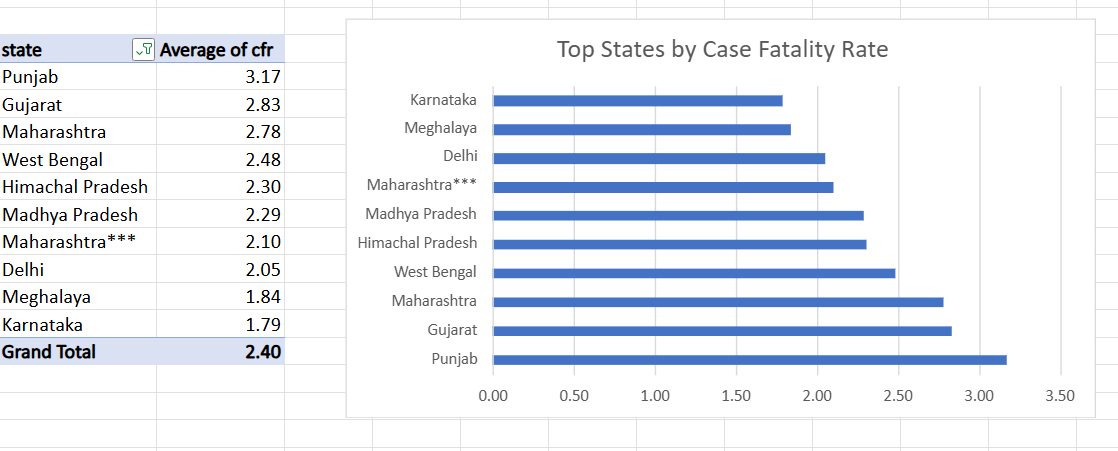 state Average of cfr
Punjab 3.17
Gujarat 2.83
Maharashtra 2.78
West Bengal 2.48
Himachal Pradesh 2.30
Madhya Pradesh 2.29
Maharashtra*** 2.10
Delhi 2.05
Meghalaya 1.84
Karnataka 1.79
Grand Total 2.40
Top States by Case Fatality Rate
Karnataka
Meghalaya
Delhi
Maharashtra***
Madhya Pradesh
Himachal Pradesh
West Bengal
Maharashtra
Gujarat
Punjab
0.00 0.50 1.00 1.50 2.00 2.50 3.00 3.50